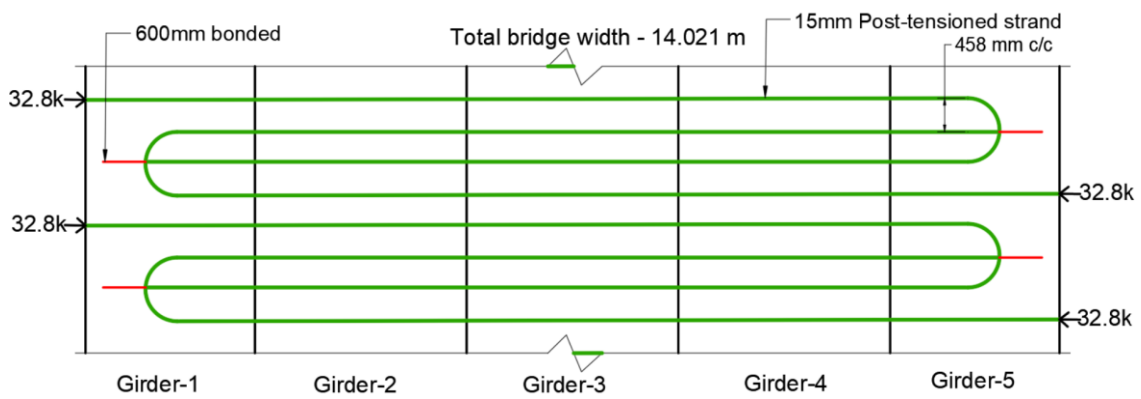 600mm bonded
Total bridge width - 14.021 m
15mm Post-tensioned strand
458 mm c/c
32.8k
32.8k
32.8k
32.8k
Girder-1
Girder-2
Girder-3
Girder-4
Girder-5